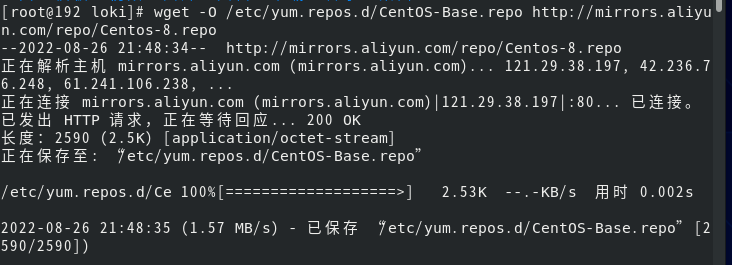 [root@192 loki]# wget -O /etc/yum.repos.d/CentOS-Base.repo http://mirrors.aliyu
n.com/repo/Centos-8.repo
--2022-08-26 21:48:34--  http://mirrors.aliyun.com/repo/Centos-8.repo
正在解析主机 mirrors.aliyun.com (mirrors.aliyun.com)... 121.29.38.197, 42.236.7
6.248, 61.241.106.238, ...
正在连接 mirrors.aliyun.com (mirrors.aliyun.com)|121.29.38.197|:80... 已连接。
已发出 HTTP 请求，正在等待回应... 200 OK
长度：2590 (2.5K) [application/octet-stream]
正在保存至: “/etc/yum.repos.d/CentOS-Base.repo”
/etc/yum.repos.d/Ce 100%[===================>]   2.53K  --.-KB/s  用时 0.002s
2022-08-26 21:48:35 (1.57 MB/s) - 已保存 “/etc/yum.repos.d/CentOS-Base.repo” [2
590/2590])